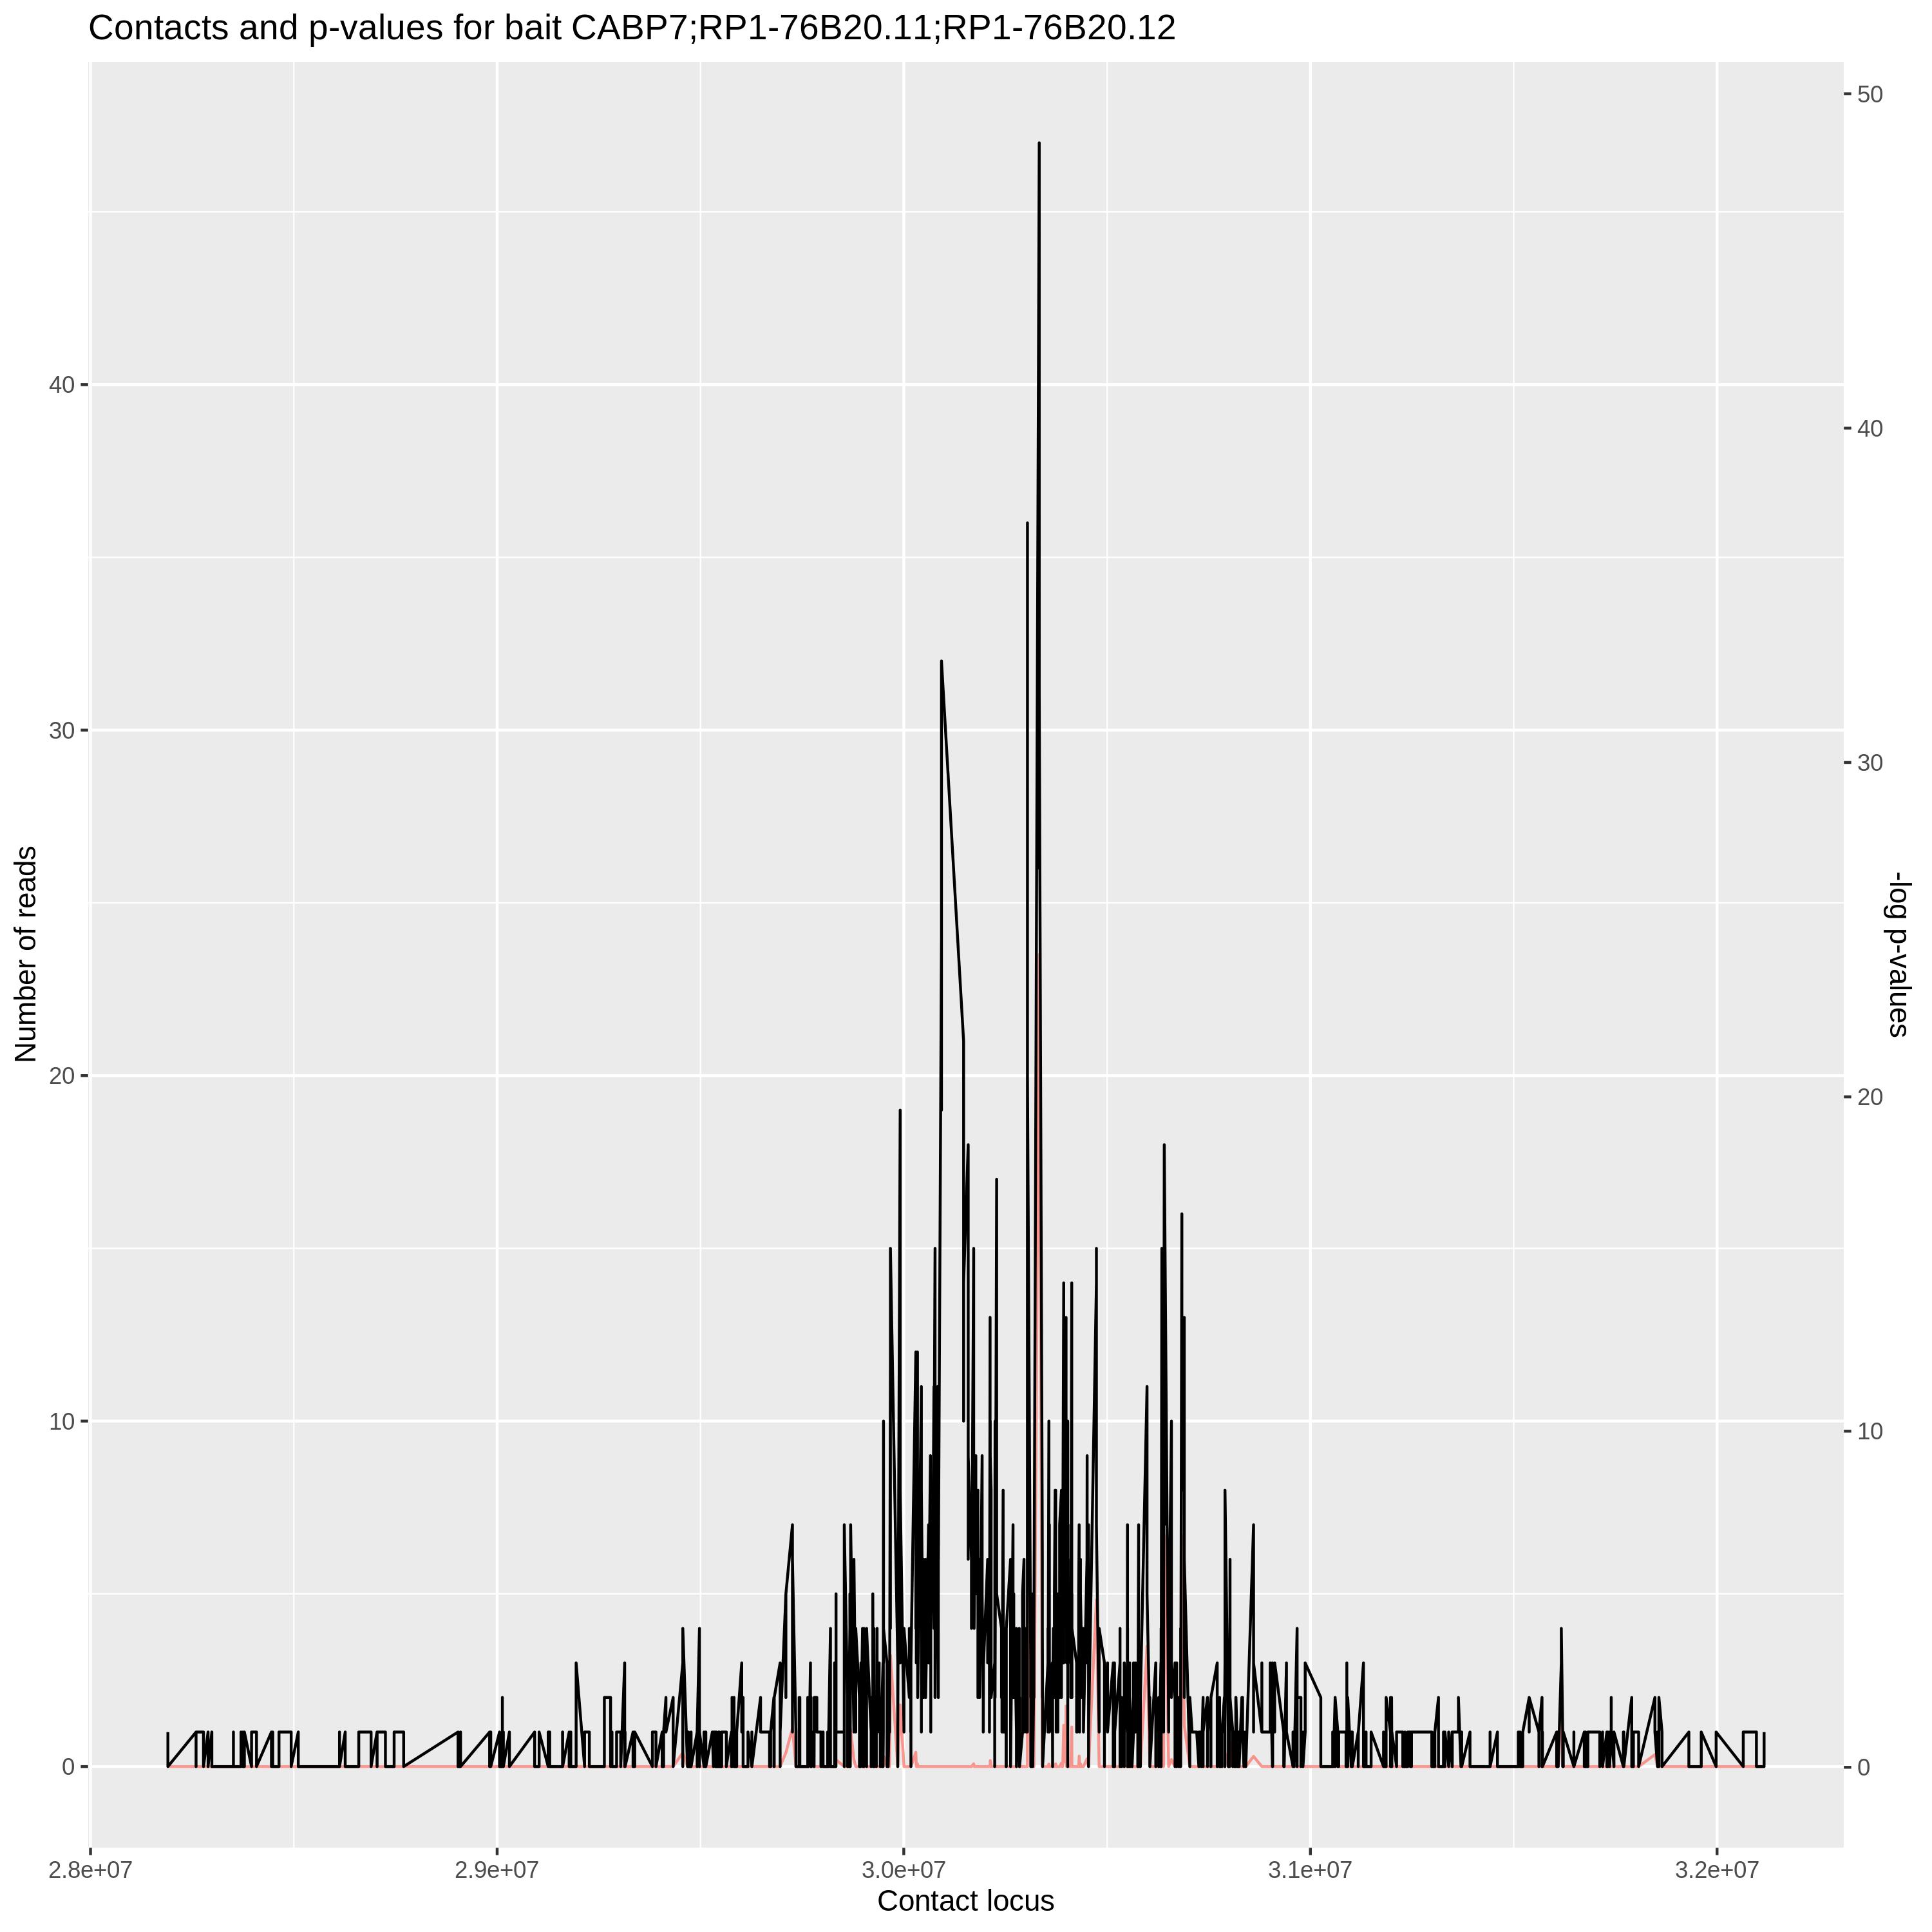 Contacts and p-values for bait CABP7;RP1-76B20.11;RP1-76B20.12
50
40
30
20
10
0
40
30
20
10
0
Number of reads
-log p-values
2.8e+07 2.9e+07 3.0e+07 3.1e+07 3.2e+07
Contact locus